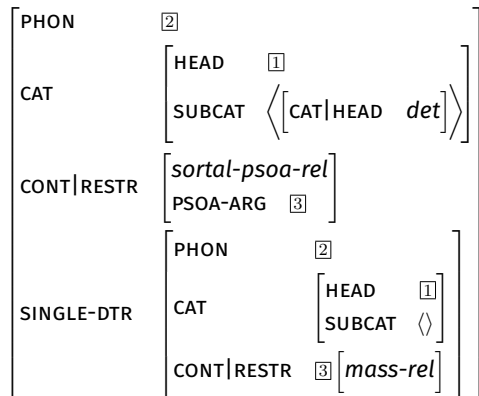 PHON 2
CAT HEAD 1
SUBCAT ⟨[CAT|HEAD det]⟩
CONT|RESTR sortal-psoa-rel
PSOA-ARG 3
SINGLE-DTR PHON 2
CAT HEAD 1
SUBCAT ⟨⟩
CONT|RESTR 3 [mass-rel]